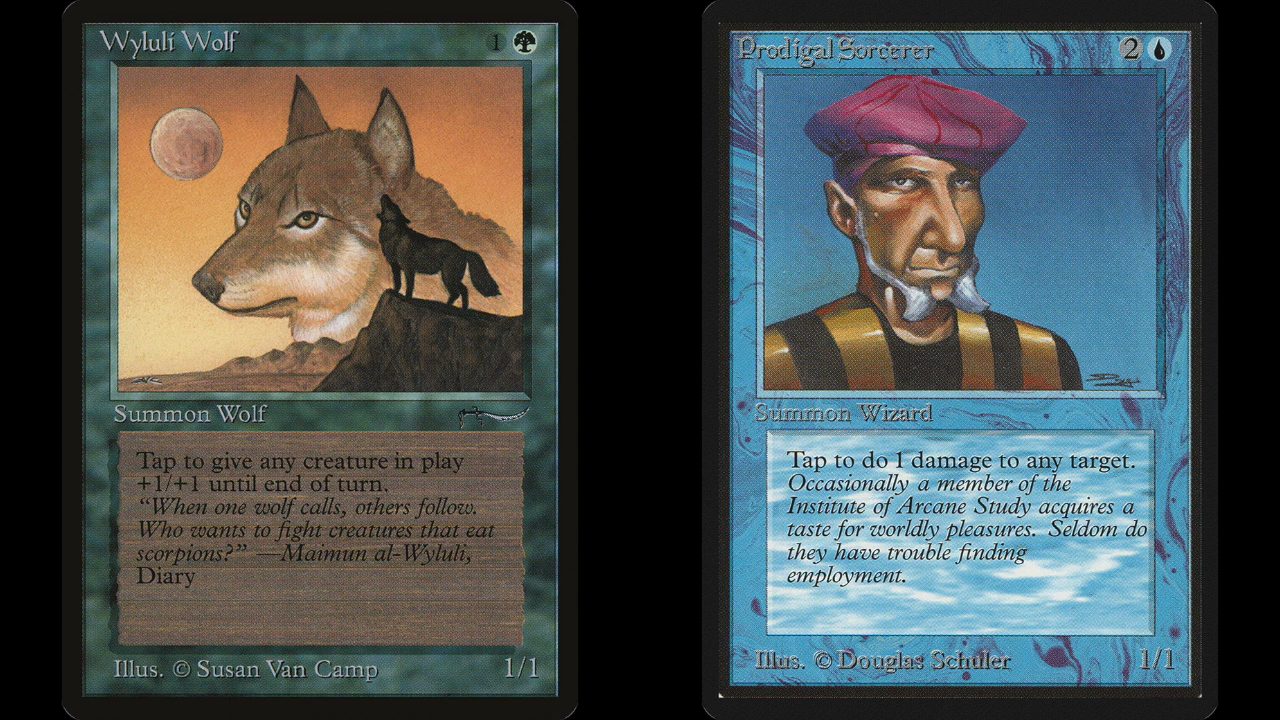 Wyluli Wolf
1
Summon Wolf
Tap to give any creature in play
+1/+1 until end of turn.
“When one wolf calls, others follow.
Who wants to fight creatures that eat
scorpions?” —Maimun al-Wyluli,
Diary
Illus. © Susan Van Camp
1/1
Prodigal Sorcerer
2
Summon Wizard
Tap to do 1 damage to any target.
Occasionally a member of the
Institute of Arcane Study acquires a
taste for worldly pleasures. Seldom do
they have trouble finding
employment.
Illus. © Douglas Schuler
1/1